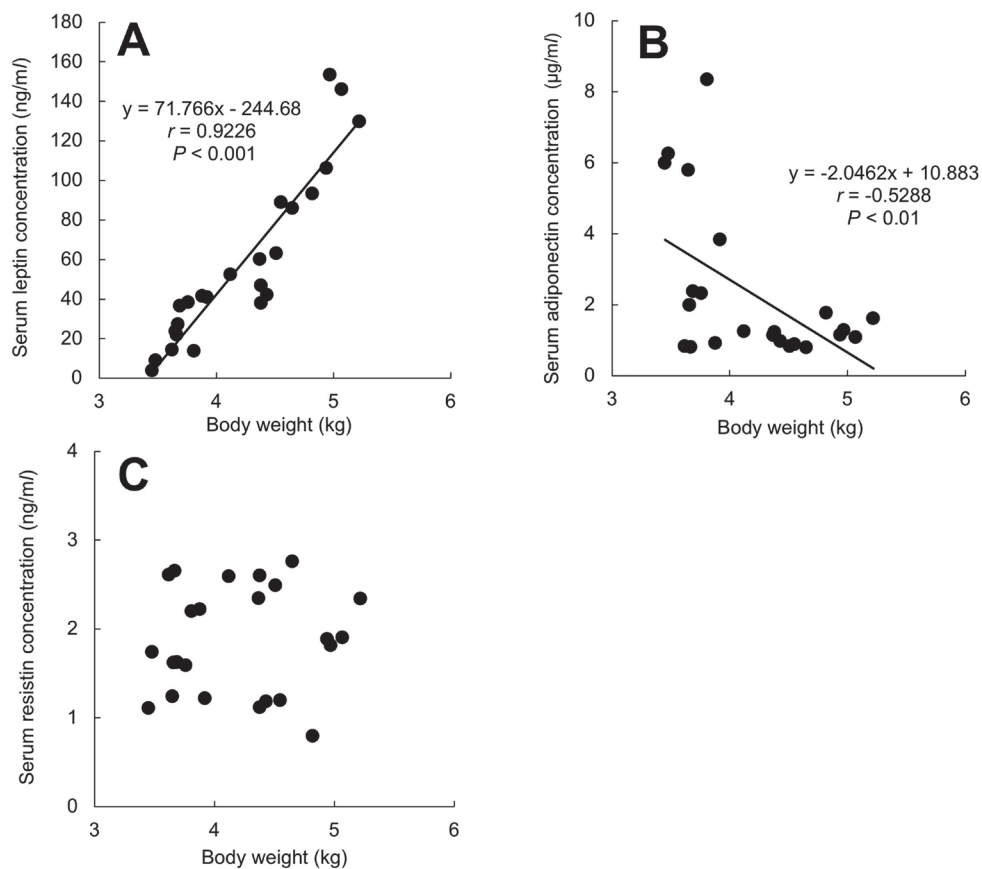 A
Serum leptin concentration (ng/ml)
180
160
140
120
100
80
60
40
20
0
y = 71.766x - 244.68
r = 0.9226
P < 0.001
3 4 5 6
Body weight (kg)
B
Serum adiponectin concentration (µg/ml)
10
8
6
4
2
0
y = -2.0462x + 10.883
r = -0.5288
P < 0.01
3 4 5 6
Body weight (kg)
C
Serum resistin concentration (ng/ml)
4
3
2
1
0
3 4 5 6
Body weight (kg)